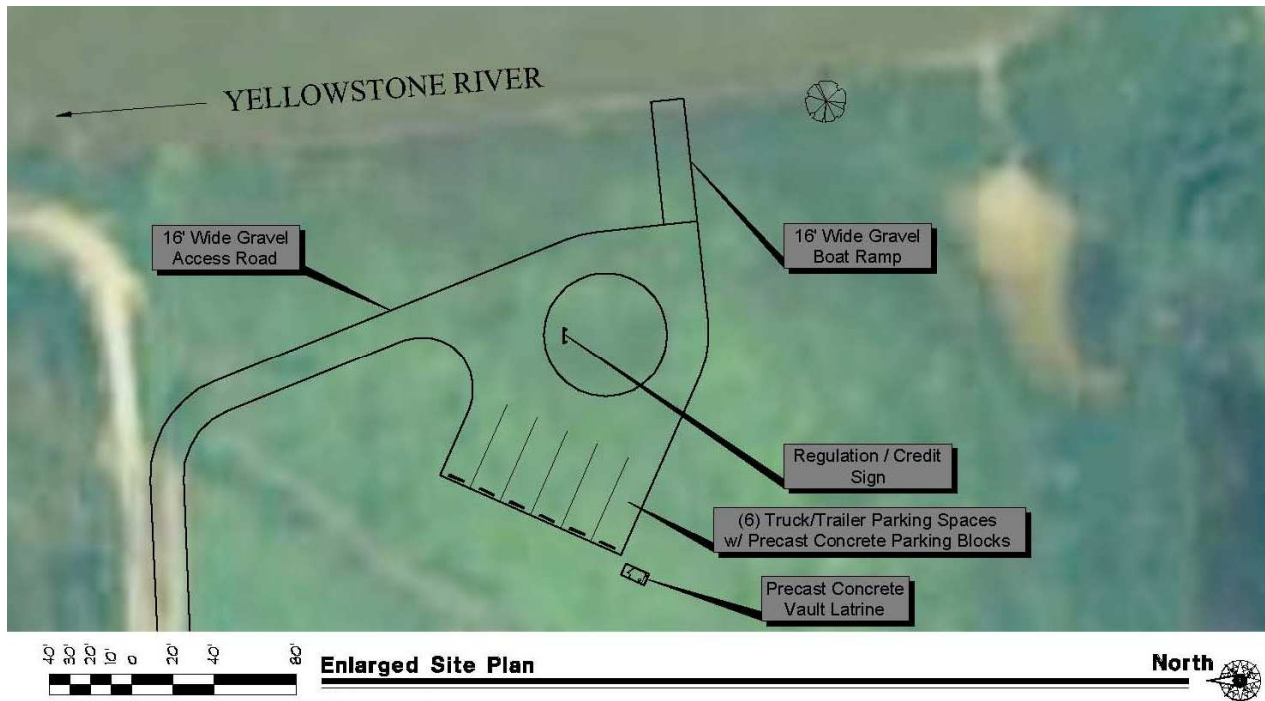 YELLOWSTONE RIVER
16' Wide Gravel
Access Road
16' Wide Gravel
Boat Ramp
Regulation / Credit
Sign
(6) Truck/Trailer Parking Spaces
w/ Precast Concrete Parking Blocks
Precast Concrete
Vault Latrine
40' 30' 20' 10' 0 20' 40' 80'
Enlarged Site Plan
North